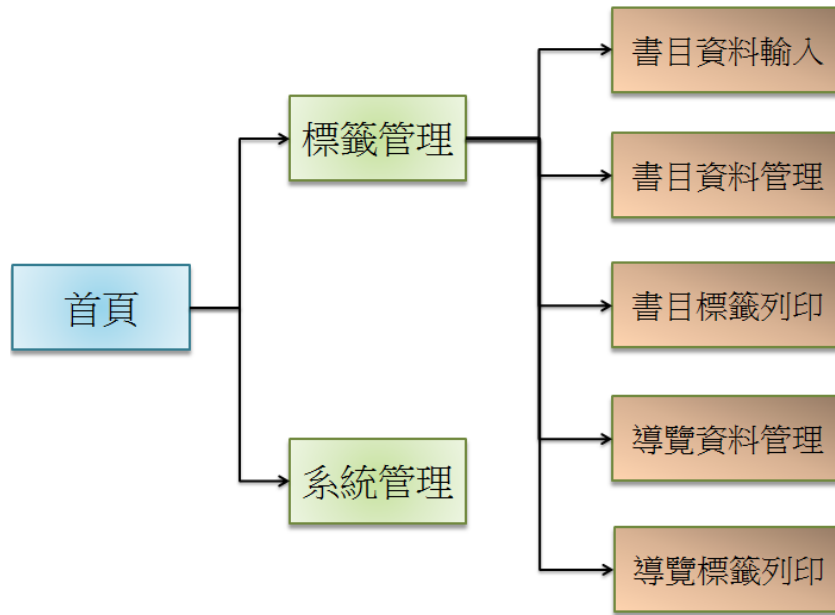 首頁
標籤管理
系統管理
書目資料輸入
書目資料管理
書目標籤列印
導覽資料管理
導覽標籤列印